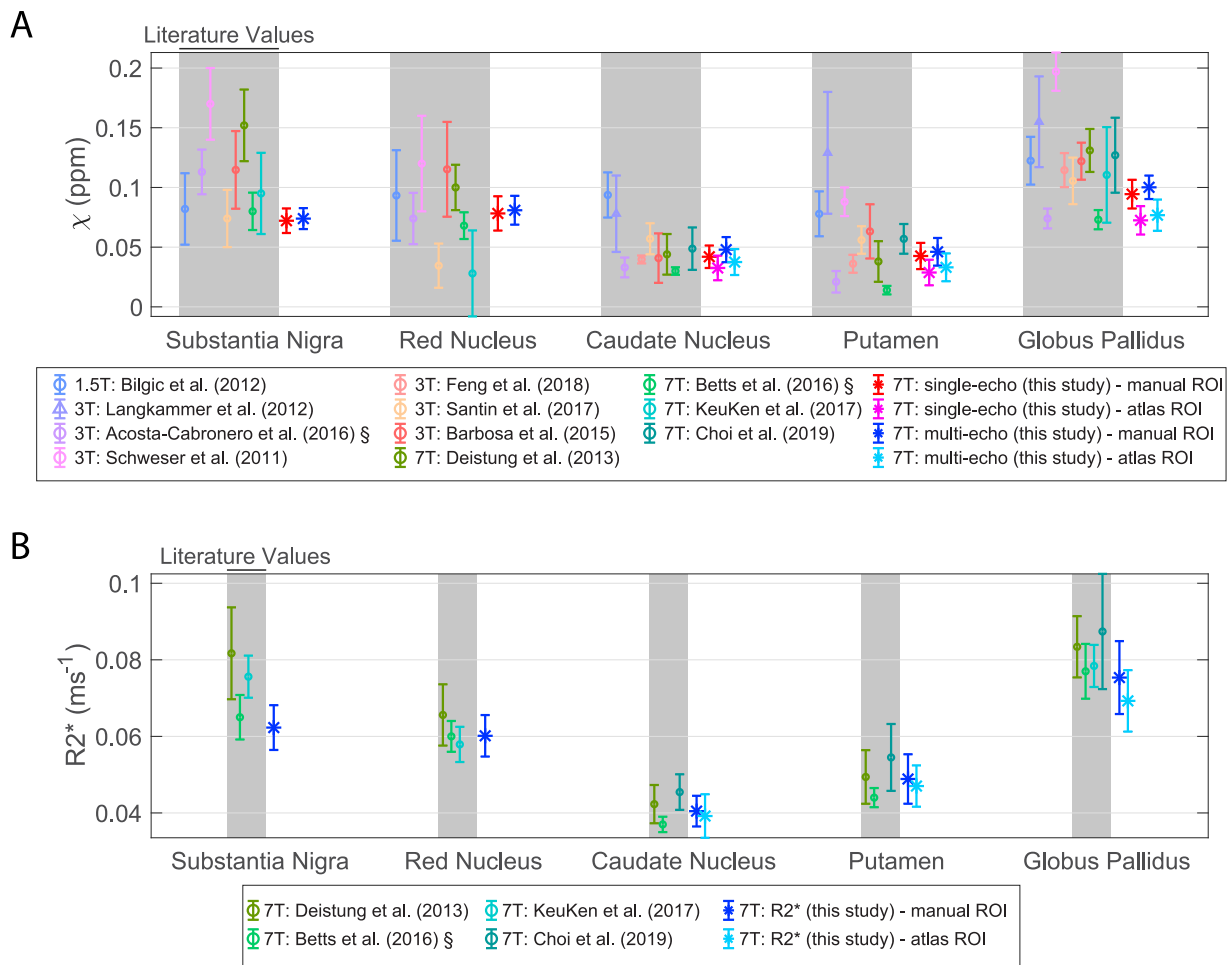 A
Literature Values
0.2
0.15
0.1
0.05
0
χ (ppm)
Substantia Nigra
Red Nucleus
Caudate Nucleus
Putamen
Globus Pallidus
1.5T: Bilgic et al. (2012)
3T: Langkammer et al. (2012)
3T: Acosta-Cabronero et al. (2016) §
3T: Schweser et al. (2011)
3T: Feng et al. (2018)
3T: Santin et al. (2017)
3T: Barbosa et al. (2015)
7T: Deistung et al. (2013)
7T: Betts et al. (2016) §
7T: KeuKen et al. (2017)
7T: Choi et al. (2019)
7T: single-echo (this study) - manual ROI
7T: single-echo (this study) - atlas ROI
7T: multi-echo (this study) - manual ROI
7T: multi-echo (this study) - atlas ROI
B
Literature Values
0.1
0.08
0.06
0.04
R2* (ms⁻¹)
Substantia Nigra
Red Nucleus
Caudate Nucleus
Putamen
Globus Pallidus
7T: Deistung et al. (2013)
7T: Betts et al. (2016) §
7T: KeuKen et al. (2017)
7T: Choi et al. (2019)
7T: R2* (this study) - manual ROI
7T: R2* (this study) - atlas ROI